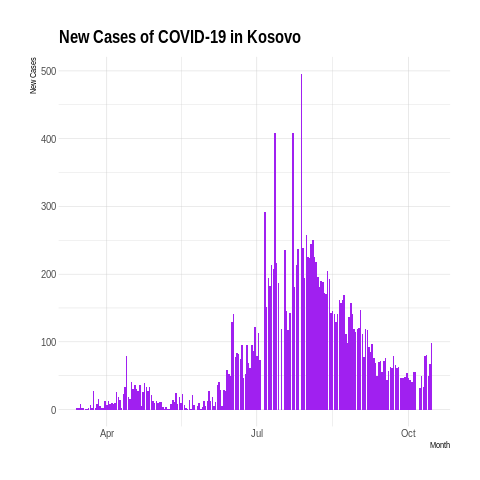 New Cases of COVID-19 in Kosovo
New Cases
500
400
300
200
100
0
Apr
Jul
Oct
Month